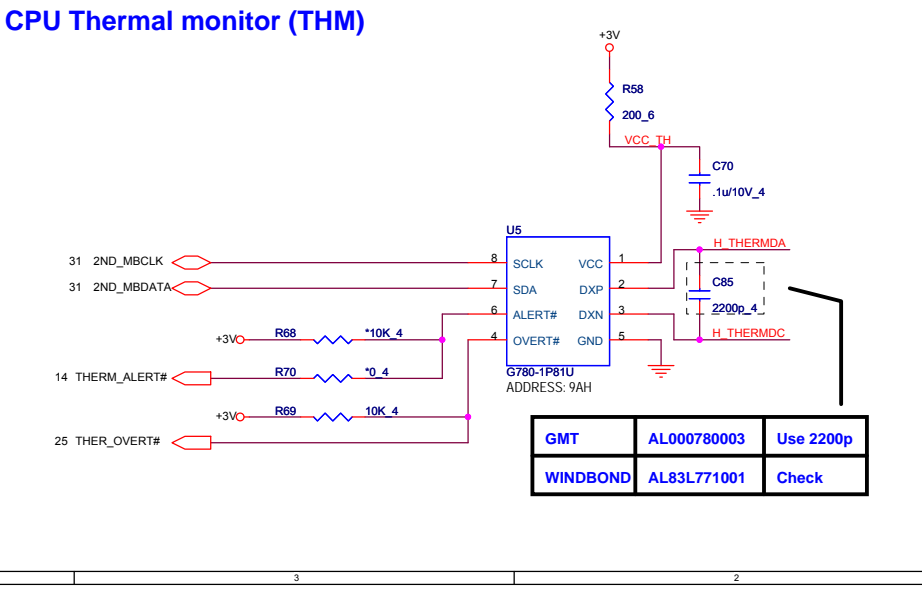 CPU Thermal monitor (THM)
+3V
R58
200_6
VCC_TH
C70
.1u/10V_4
U5
H_THERMDA
31 2ND_MBCLK
8 SCLK VCC 1
C85
31 2ND_MBDATA
7 SDA DXP 2
2200p_4
6 ALERT# DXN 3
+3V R68 *10K_4
4 OVERT# GND 5
H_THERMDC
G780-1P81U
ADDRESS: 9AH
14 THERM_ALERT# R70 *0_4
+3V R69 10K_4
25 THER_OVERT#
GMT AL000780003 Use 2200p
WINDBOND AL83L771001 Check
3 2